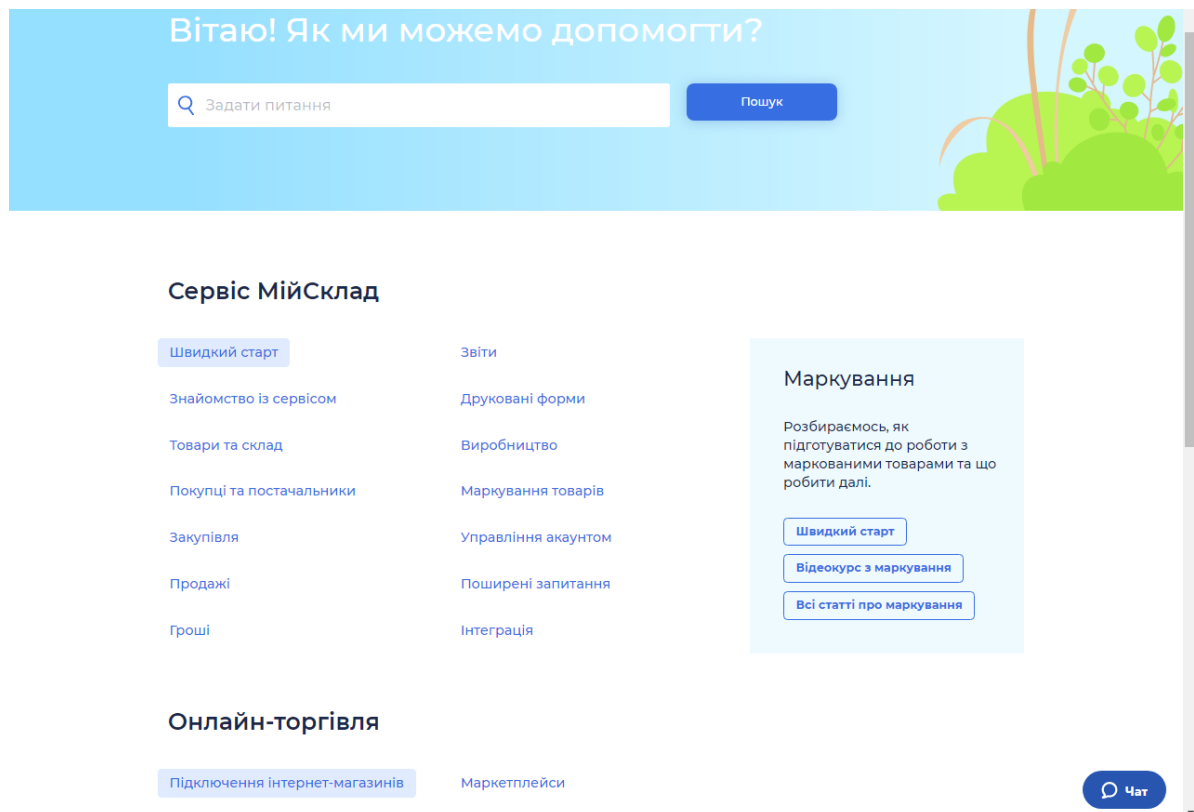 Вітаю! Як ми можемо допомогти?
Задати питання
Пошук
Сервіс МійСклад
Швидкий старт
Знайомство із сервісом
Товари та склад
Покупці та постачальники
Закупівля
Продажі
Гроші
Звіти
Друковані форми
Виробництво
Маркування товарів
Управління акаунтом
Поширені запитання
Інтеграція
Маркування
Розбираємось, як
підготуватися до роботи з
маркованими товарами та що
робити далі.
Швидкий старт
Відеокурс з маркування
Всі статті про маркування
Онлайн-торгівля
Підключення інтернет-магазинів
Маркетплейси
Чат